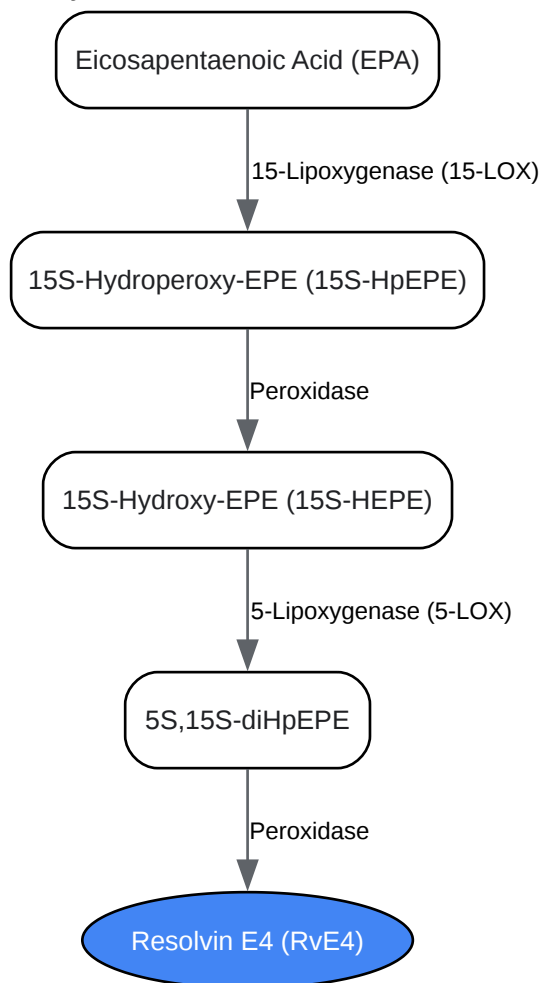 Eicosapentaenoic Acid (EPA)
15-Lipoxygenase (15-LOX)
15S-Hydroperoxy-EPE (15S-HpEPE)
Peroxidase
15S-Hydroxy-EPE (15S-HEPE)
5-Lipoxygenase (5-LOX)
5S,15S-diHpEPE
Peroxidase
Resolvin E4 (RvE4)